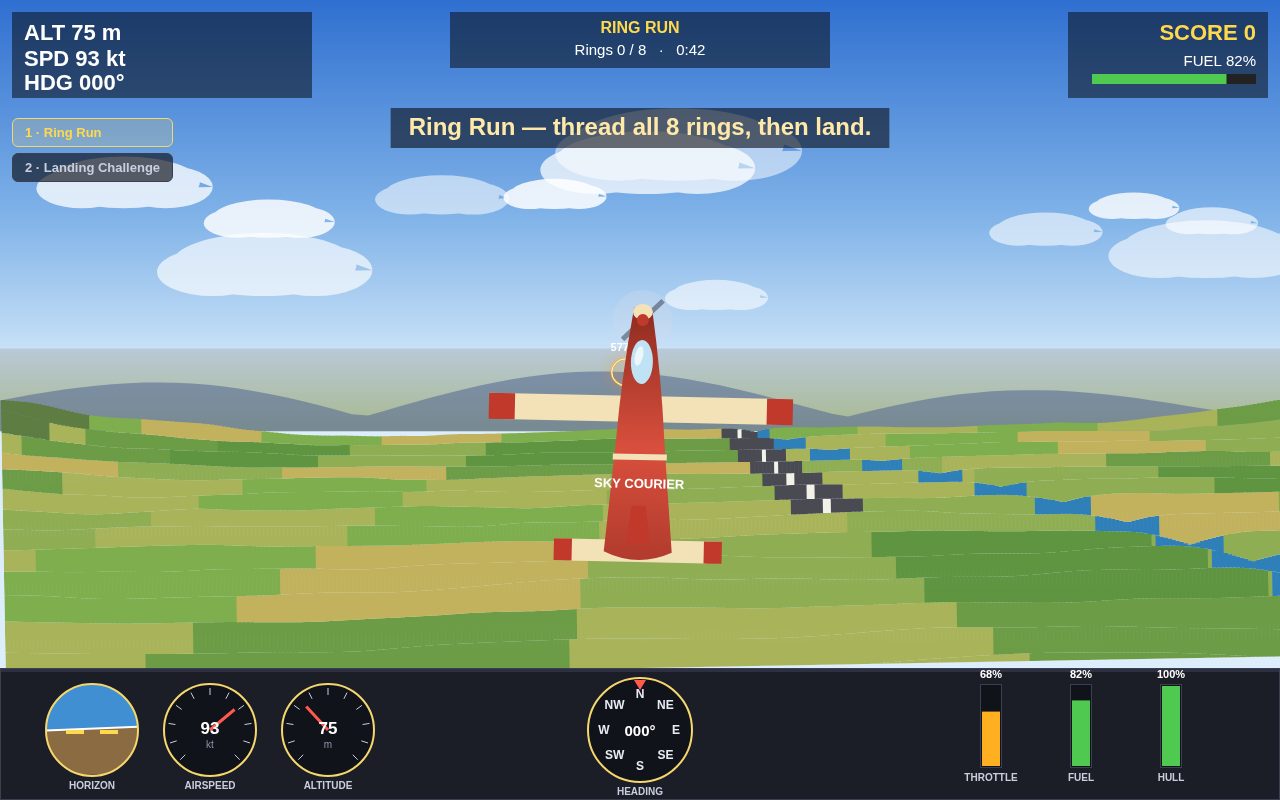 ALT 75 m
SPD 93 kt
HDG 000°
RING RUN
Rings 0 / 8 · 0:42
SCORE 0
FUEL 82%
1 · Ring Run
2 · Landing Challenge
Ring Run — thread all 8 rings, then land.
SKY COURIER
HORIZON
93
kt
AIRSPEED
75
m
ALTITUDE
N
NW
NE
W
000°
E
SW
SE
S
HEADING
68%
THROTTLE
82%
FUEL
100%
HULL